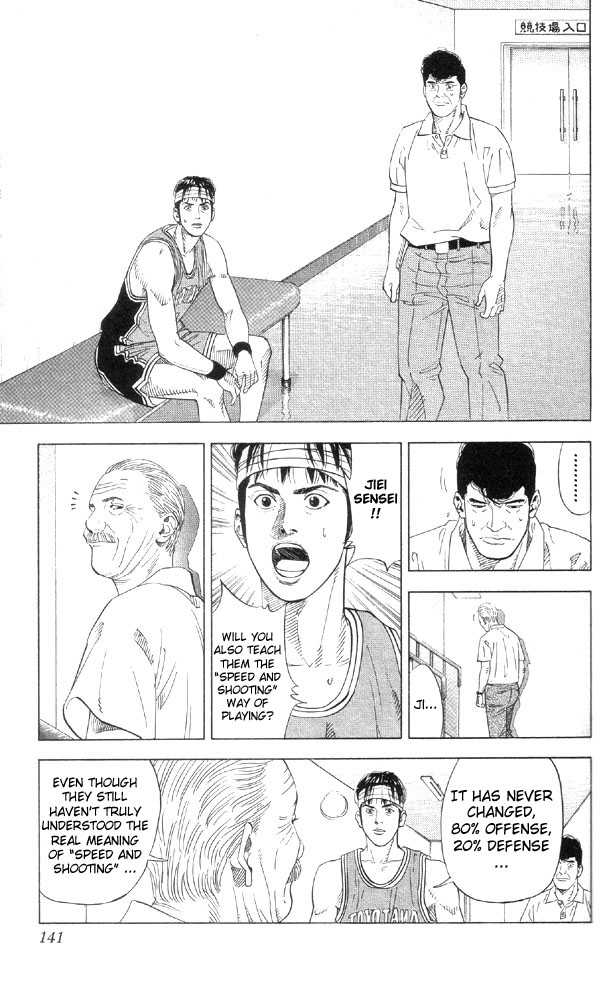 競技場入口
.........
JI...
JIEI
SENSEI
!!
WILL YOU
ALSO TEACH
THEM THE
"SPEED AND
SHOOTING"
WAY OF
PLAYING?
IT HAS NEVER
CHANGED,
80% OFFENSE,
20% DEFENSE
...
EVEN THOUGH
THEY STILL
HAVEN'T TRULY
UNDERSTOOD THE
REAL MEANING
OF "SPEED AND
SHOOTING" ...
TOYOTAMA
141